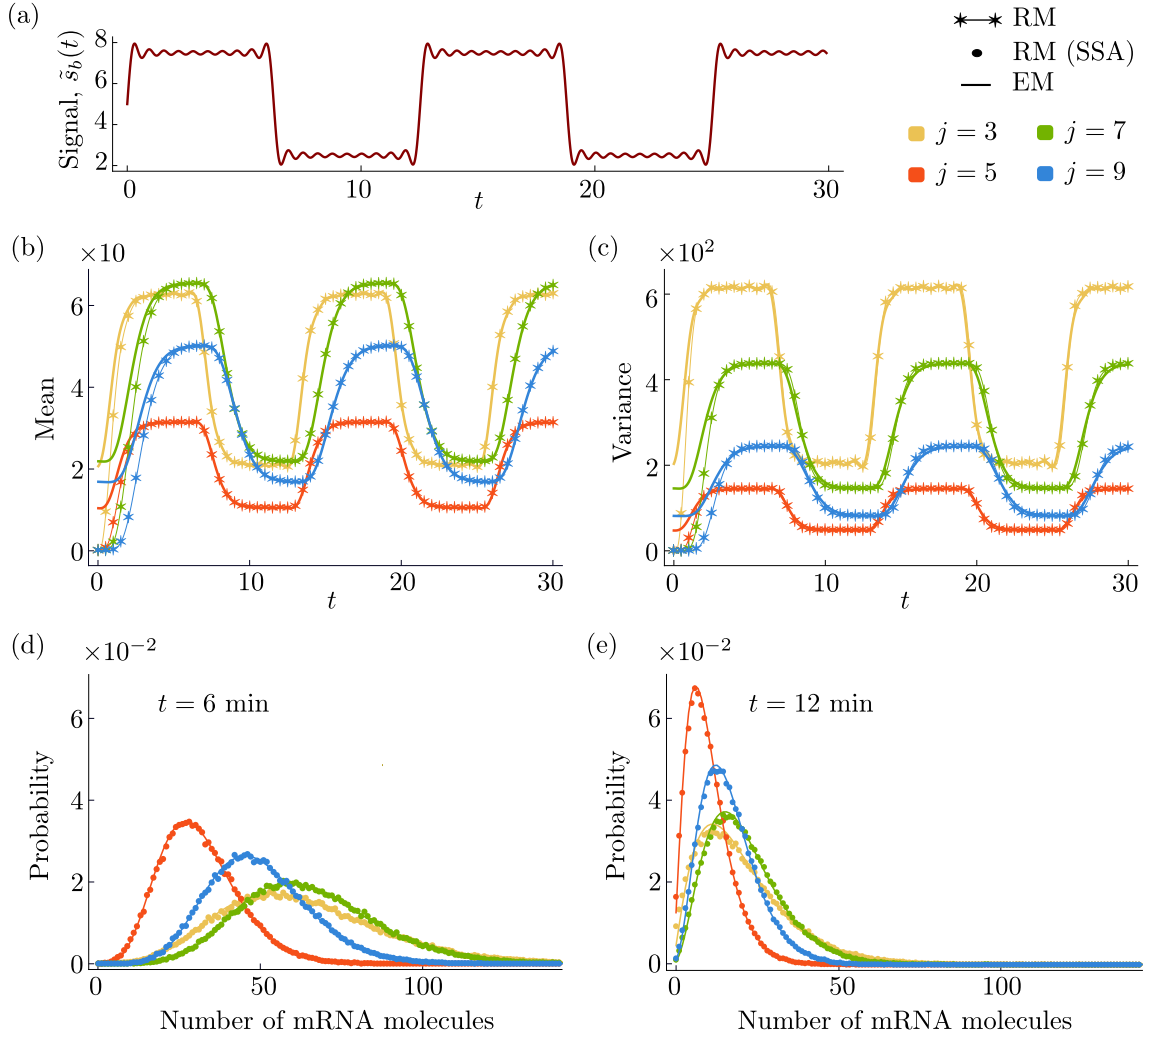 (a)
Signal, s̃_b(t)
8
6
4
2
0
10
20
30
t
RM
RM (SSA)
EM
j = 3
j = 7
j = 5
j = 9
(b)
×10
Mean
6
4
2
0
0
10
20
30
t
(c)
×10²
Variance
6
4
2
0
0
10
20
30
t
(d)
×10⁻²
t = 6 min
Probability
6
4
2
0
0
50
100
Number of mRNA molecules
(e)
×10⁻²
t = 12 min
Probability
6
4
2
0
0
50
100
Number of mRNA molecules